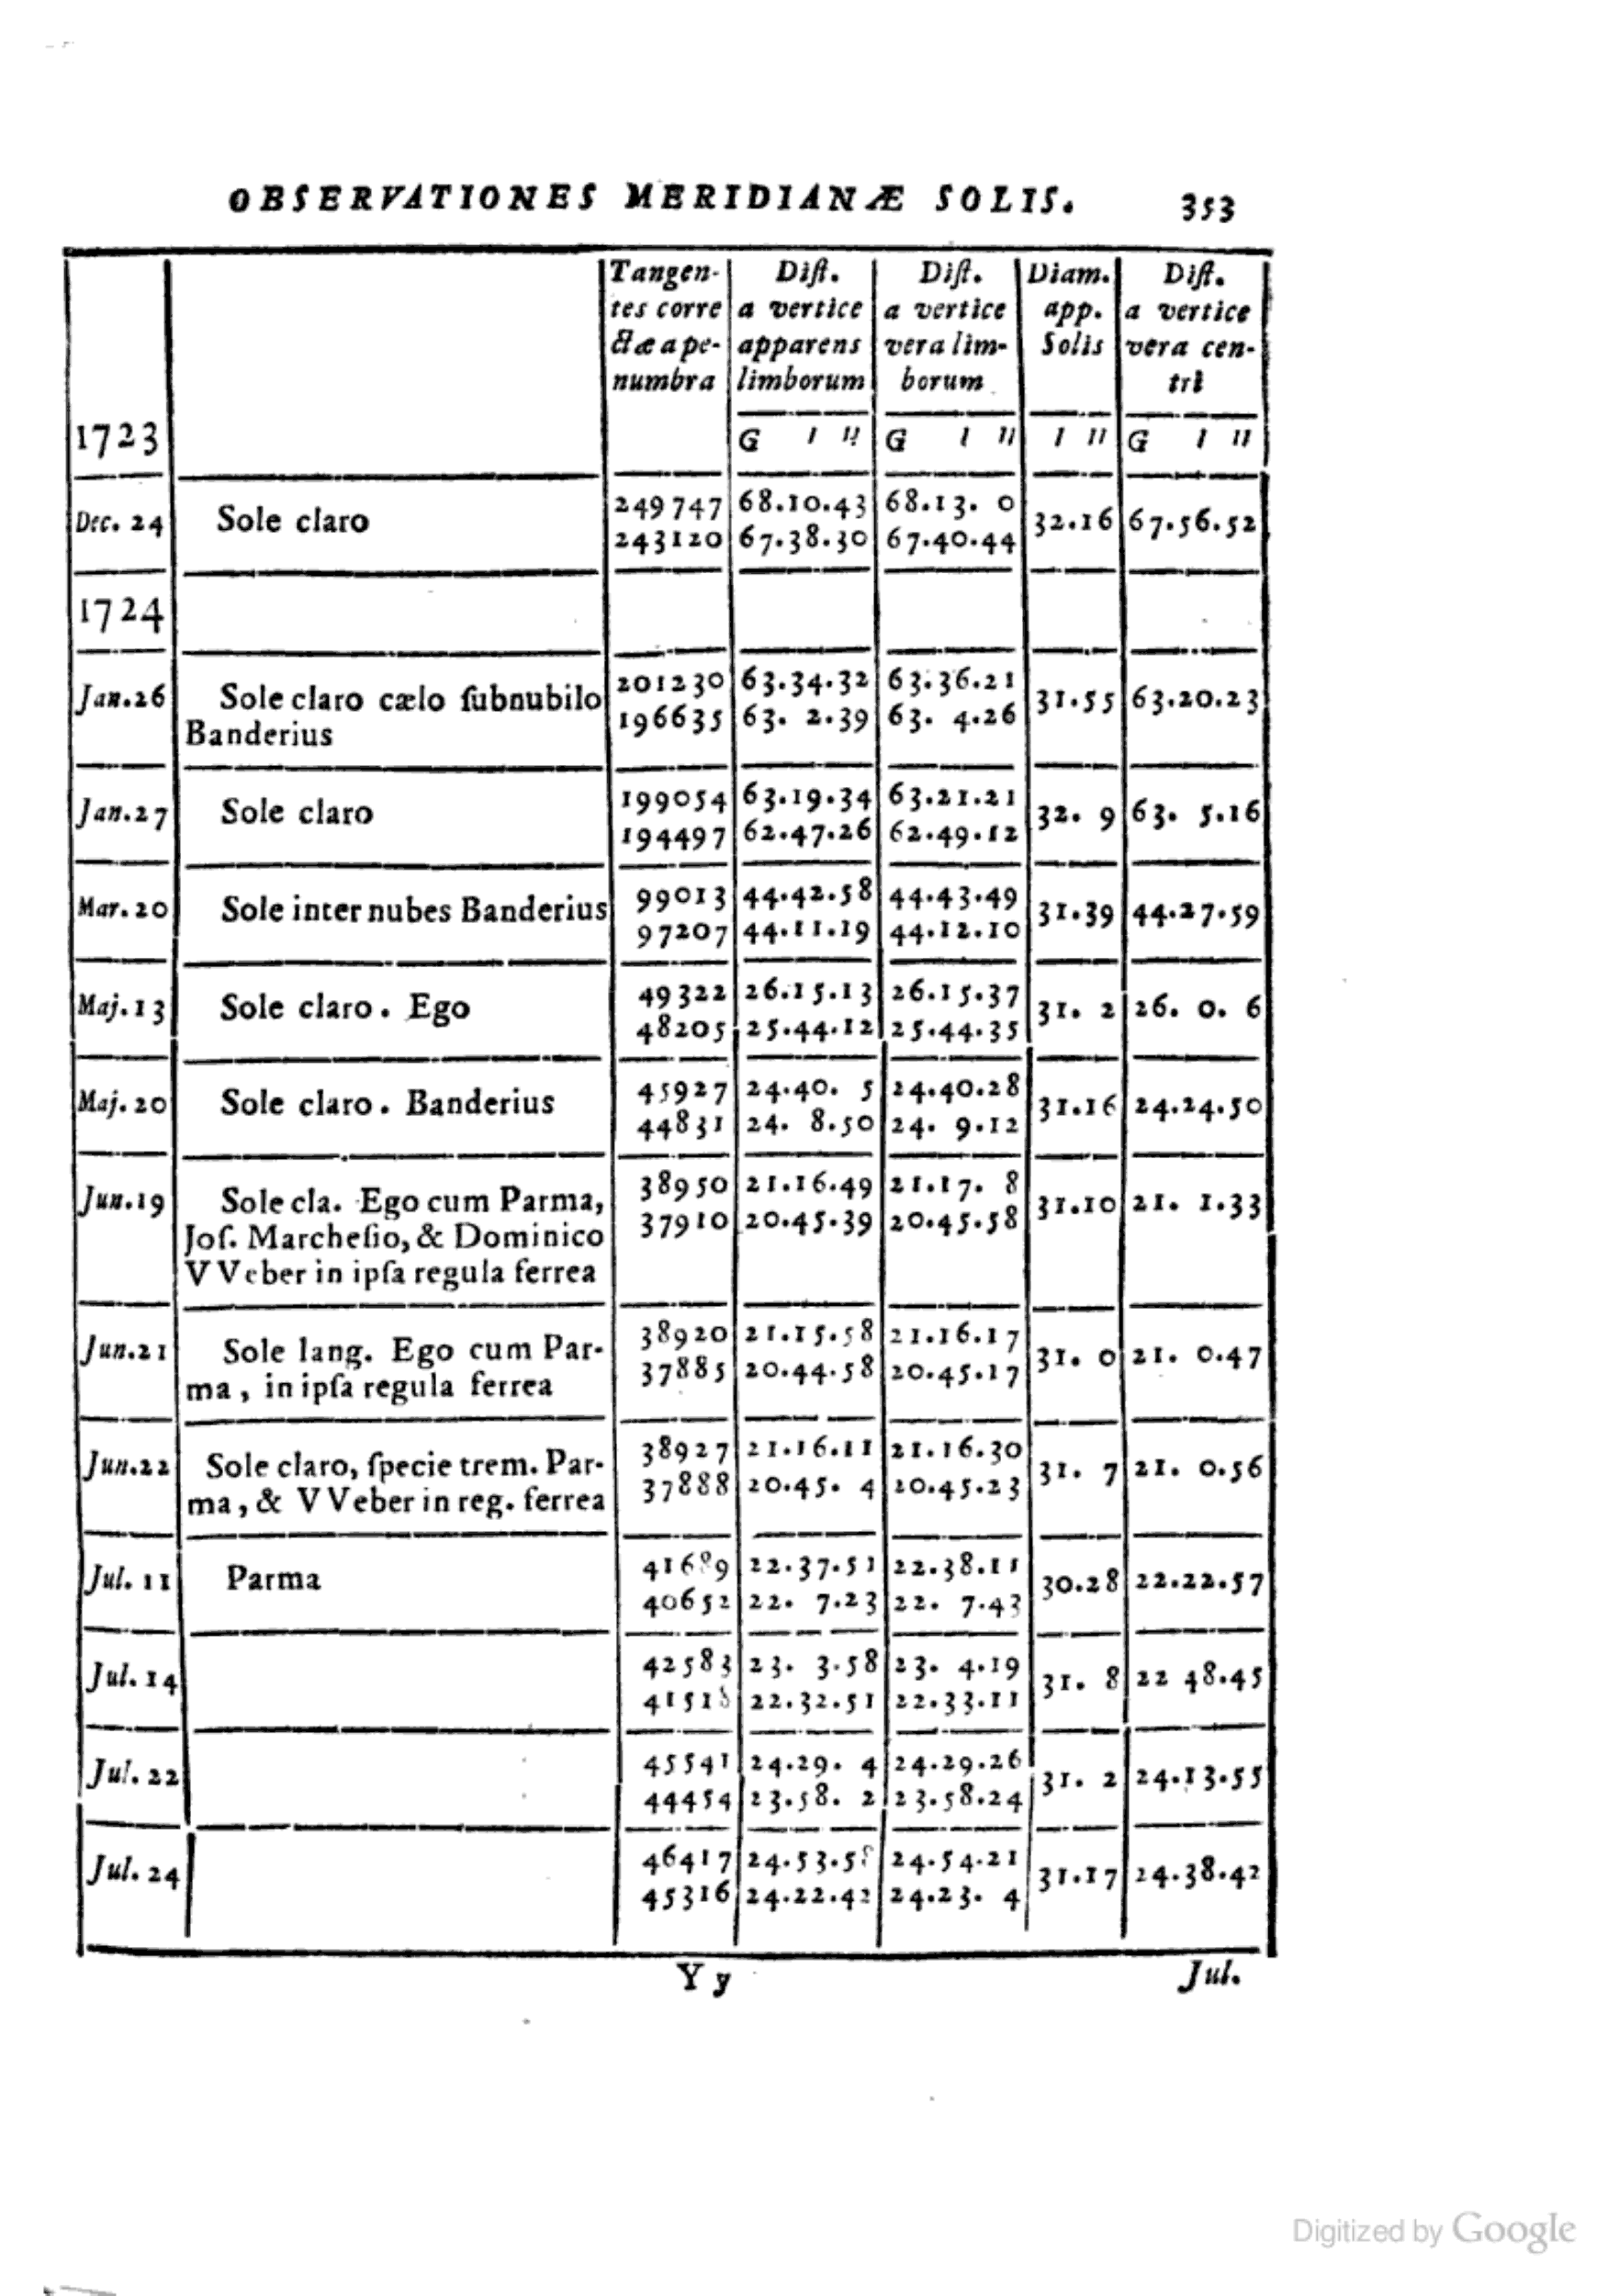 OBSERVATIONES MERIDIANÆ SOLIS. 353
Tangen- Diſt. Diſt. Diam. Diſt.
tes corre a vertice a vertice app. a vertice
ctæ a pe- apparens vera lim- Solis vera cen-
numbra limborum borum tri
1723 G I II G I II I II G I II
249747 68.10.43 68.13. 0
Dec. 24 Sole claro 32.16 67.56.52
243120 67.38.30 67.40.44
1724
201230 63.34.32 63.36.21
Jan.26 Sole claro cælo ſubnubilo 31.55 63.20.23
196635 63. 2.39 63. 4.26
Banderius
199054 63.19.34 63.21.21
Jan.27 Sole claro 32. 9 63. 5.16
194497 62.47.26 62.49.12
99013 44.42.58 44.43.49
Mar. 20 Sole inter nubes Banderius 31.39 44.27.59
97207 44.11.19 44.12.10
49322 26.15.13 26.15.37
Maj. 13 Sole claro. Ego 31. 2 26. 0. 6
48205 25.44.12 25.44.35
45927 24.40. 5 24.40.28
Maj. 20 Sole claro. Banderius 31.16 24.24.50
44831 24. 8.50 24. 9.12
38950 21.16.49 21.17. 8
Jun.19 Sole cla. Ego cum Parma, 31.10 21. 1.33
37910 20.45.39 20.45.58
Joſ. Marcheſio, & Dominico
VVeber in ipſa regula ferrea
38920 21.15.58 21.16.17
Jun.21 Sole lang. Ego cum Par- 31. 0 21. 0.47
37885 20.44.58 20.45.17
ma, in ipſa regula ferrea
38927 21.16.11 21.16.30
Jun.22 Sole claro, ſpecie trem. Par- 31. 7 21. 0.56
37888 20.45. 4 20.45.23
ma, & VVeber in reg. ferrea
41689 22.37.51 22.38.11
Jul. 11 Parma 30.28 22.22.57
40652 22. 7.23 22. 7.43
42583 23. 3.58 23. 4.19
Jul. 14 31. 8 22 48.45
41518 22.32.51 22.33.11
45541 24.29. 4 24.29.26
Jul. 22 31. 2 24.13.55
44454 23.58. 2 23.58.24
46417 24.53.58 24.54.21
Jul. 24 31.17 24.38.42
45316 24.22.42 24.23. 4
Y y Jul.
Digitized by Google